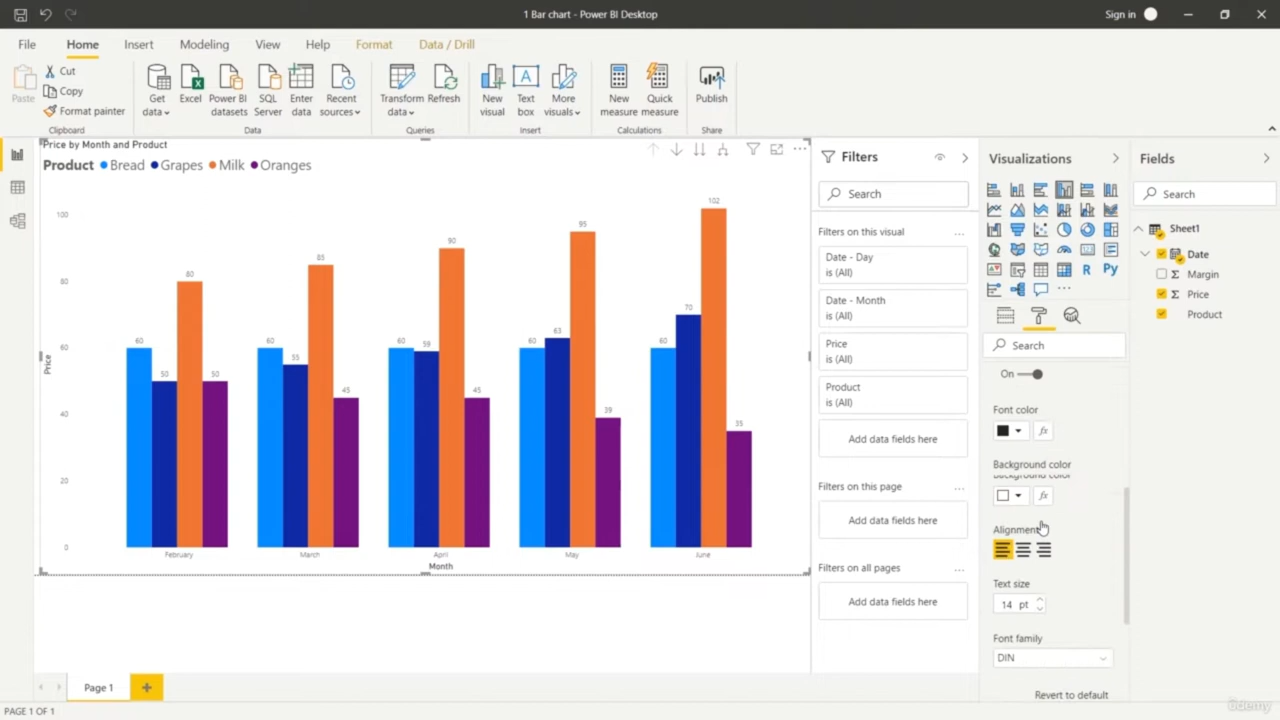 1 Bar chart - Power BI Desktop
Sign in
File Home Insert Modeling View Help Format Data / Drill
Paste
Cut
Copy
Format painter
Clipboard
Get data
Excel
Power BI datasets
SQL Server
Enter data
Recent sources
Data
Transform data
Refresh
Queries
New visual
Text box
More visuals
Insert
New measure
Quick measure
Calculations
Publish
Share
Price by Month and Product
Product Bread Grapes Milk Oranges
Price
100
80
60
40
20
0
60 50 80 50
60 55 85 45
60 59 90 45
60 63 95 39
60 70 102 35
February March April May June
Month
Filters
Search
Filters on this visual
Date - Day
is (All)
Date - Month
is (All)
Price
is (All)
Product
is (All)
Add data fields here
Filters on this page
Add data fields here
Filters on all pages
Add data fields here
Visualizations
R Py
Search
On
Font color
fx
Background color
Background color
fx
Alignment
Text size
14 pt
Font family
DIN
Revert to default
Fields
Search
Sheet1
Date
Σ Margin
Σ Price
Product
Page 1
PAGE 1 OF 1
ûdemy